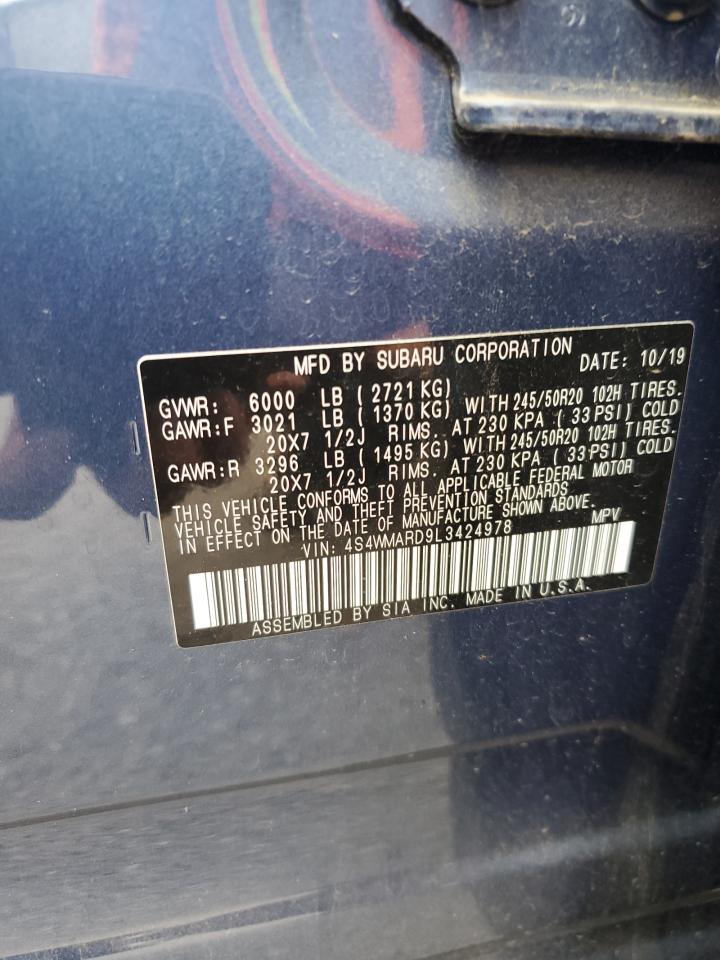 MFD BY SUBARU CORPORATION DATE: 10/19
GVWR: 6000 LB ( 2721 KG)
GAWR:F 3021 LB ( 1370 KG) WITH 245/50R20 102H TIRES.
20X7 1/2J RIMS. AT 230 KPA ( 33 PSI) COLD
GAWR:R 3296 LB ( 1495 KG) WITH 245/50R20 102H TIRES.
20X7 1/2J RIMS. AT 230 KPA ( 33 PSI) COLD
THIS VEHICLE CONFORMS TO ALL APPLICABLE FEDERAL MOTOR
VEHICLE SAFETY AND THEFT PREVENTION STANDARDS
IN EFFECT ON THE DATE OF MANUFACTURE SHOWN ABOVE.
VIN: 4S4WMARD9L3424978 MPV
ASSEMBLED BY SIA INC. MADE IN U.S.A.